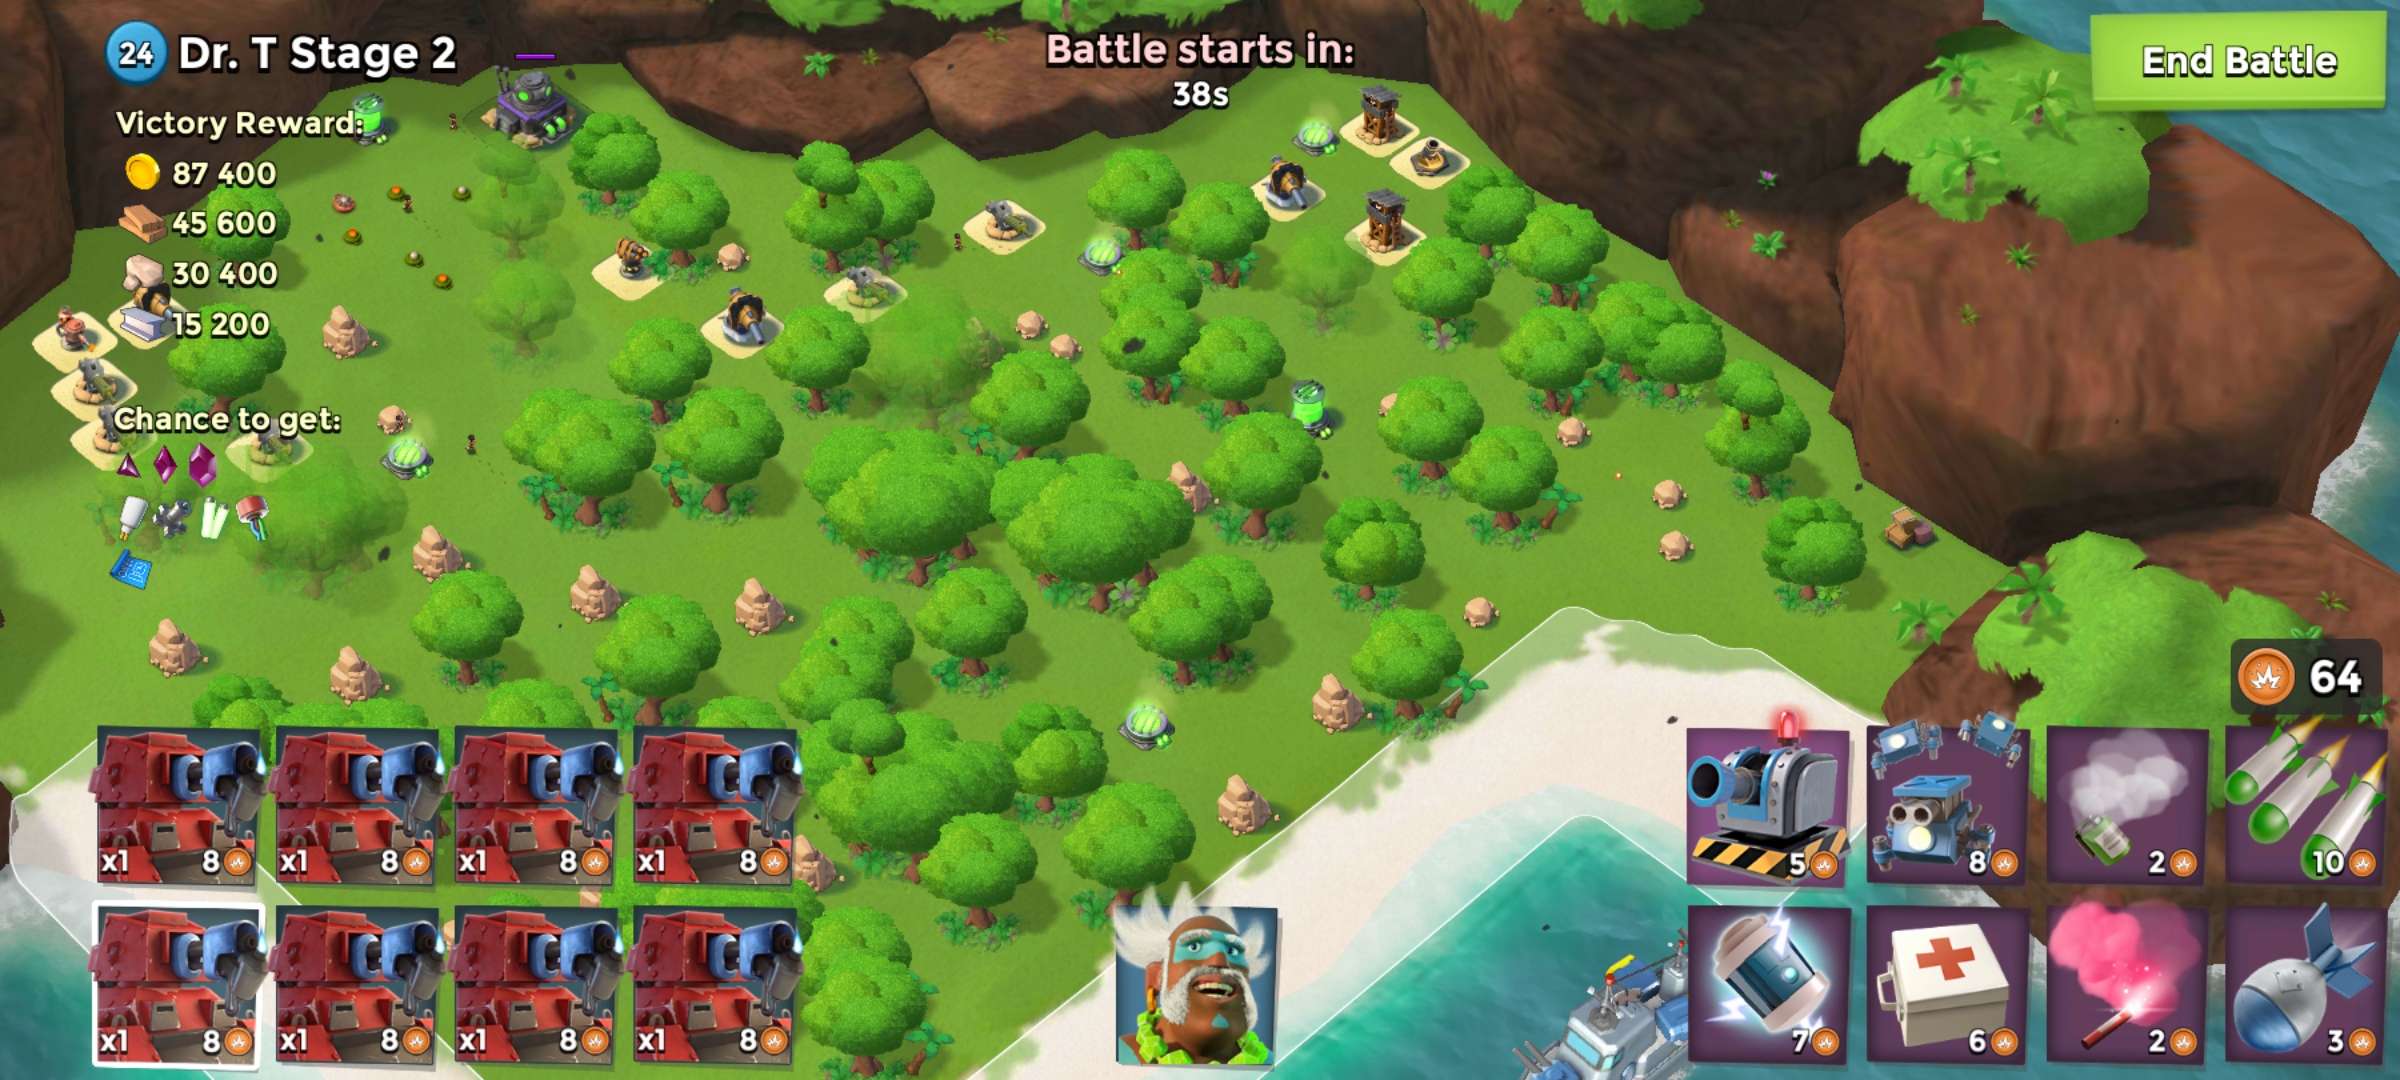 24 Dr. T Stage 2
Battle starts in:
38s
End Battle
Victory Reward:
87 400
45 600
30 400
15 200
Chance to get:
64
x1 8
x1 8
x1 8
x1 8
5
8
2
10
x1 8
x1 8
x1 8
x1 8
7
6
2
3